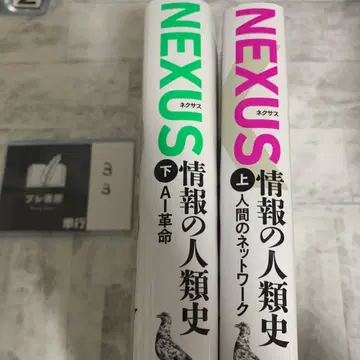 NEXUS
ネクサス
情報の人類史
下 AI革命
NEXUS
ネクサス
情報の人類史
上 人間のネットワーク
ブレ書房
単行
33